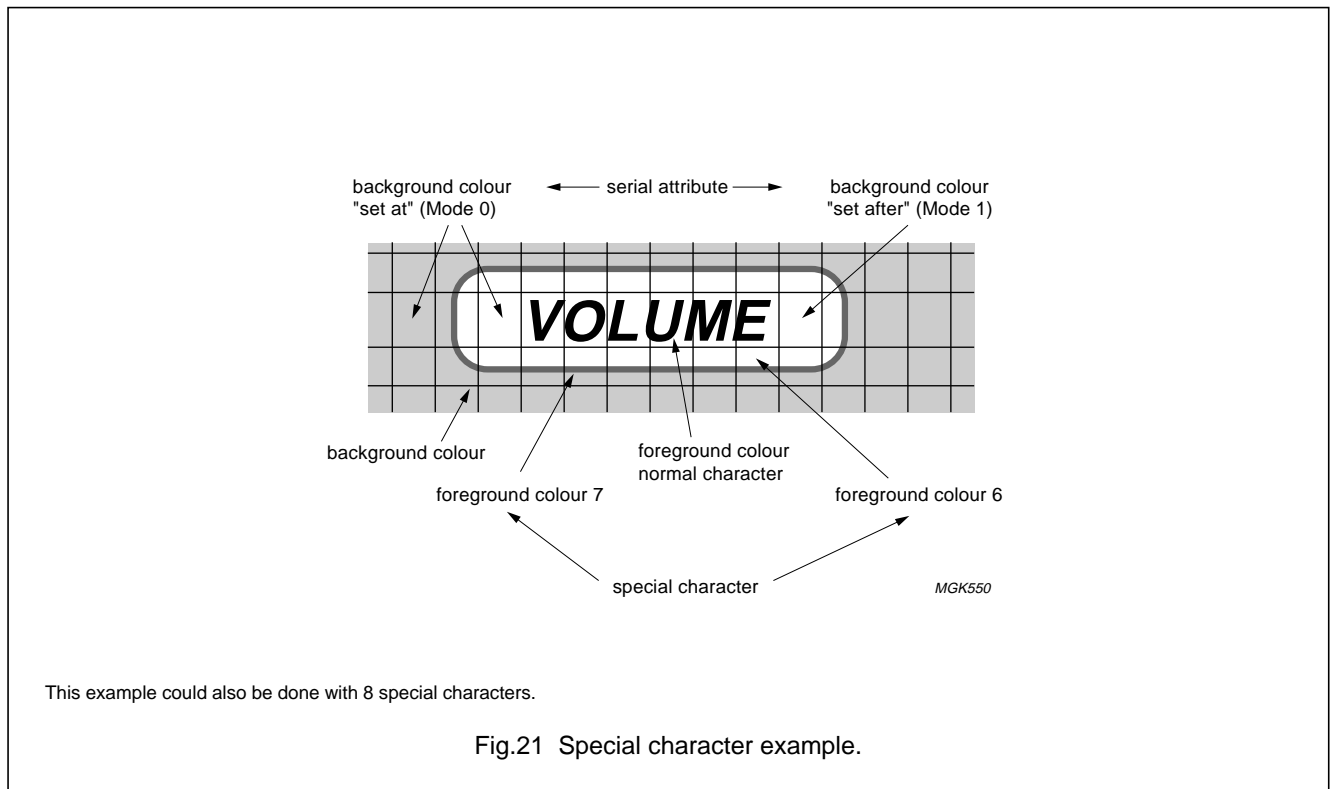 background colour
"set at" (Mode 0)
serial attribute
background colour
"set after" (Mode 1)
VOLUME
background colour
foreground colour
normal character
foreground colour 7
foreground colour 6
special character
MGK550
This example could also be done with 8 special characters.
Fig.21 Special character example.